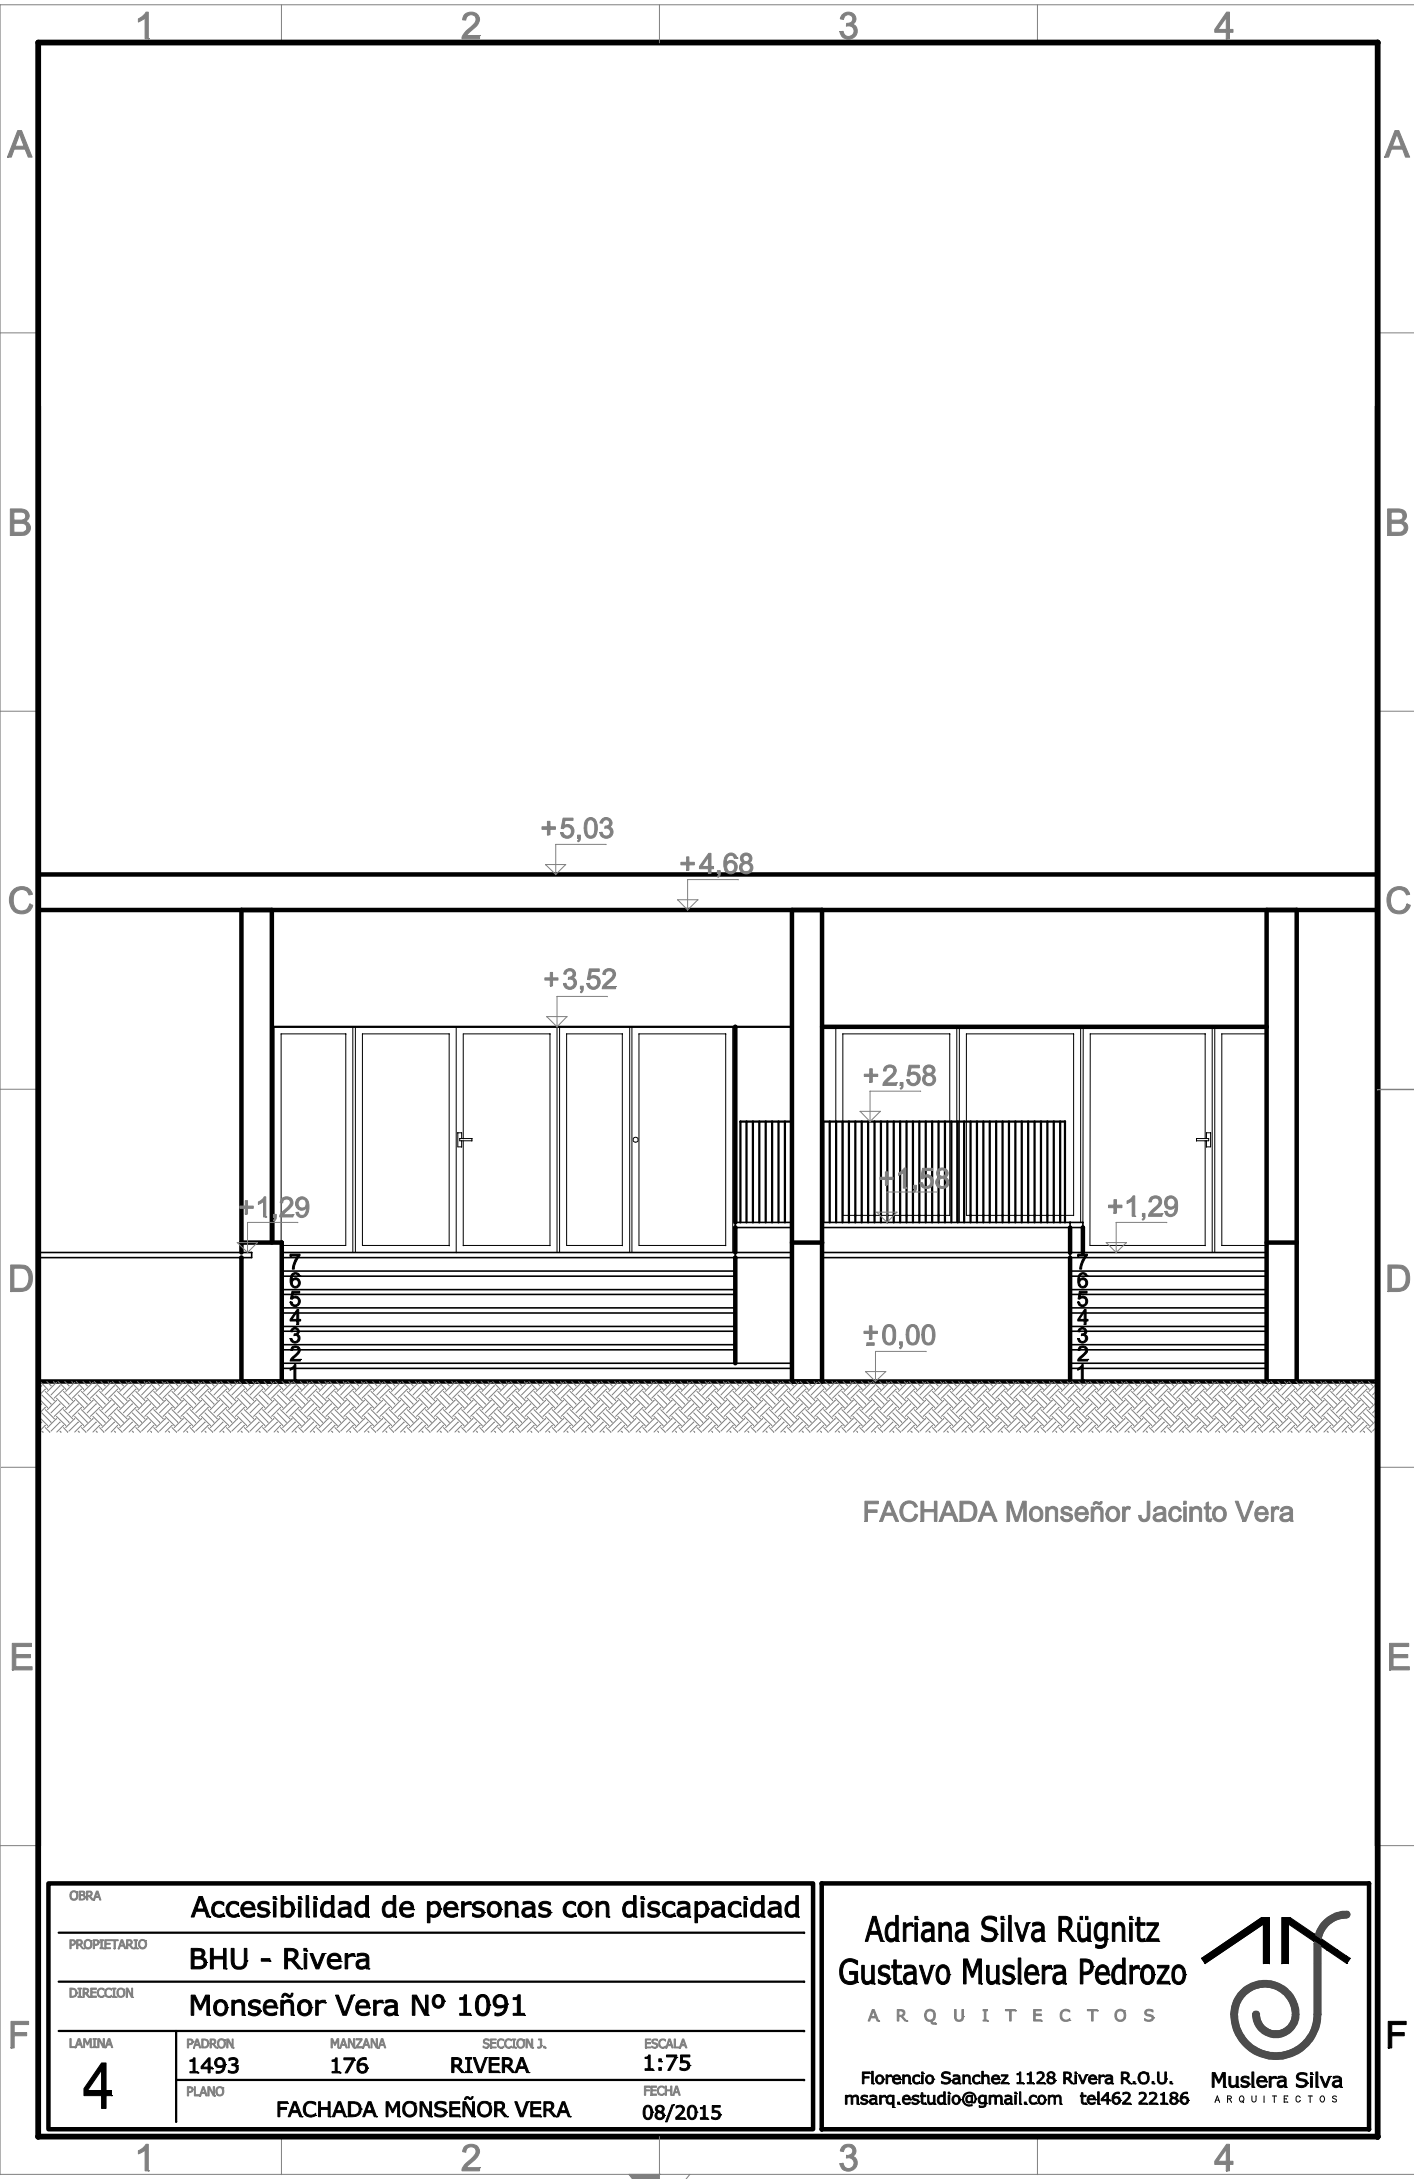 1 2 3 4
A A
B B
+5,03
+4,68
C C
+3,52
+2,58
+1,58
+1,29 +1,29
D D
7 7
6 6
5 5
4 4
3 3
2 2
1 1
±0,00
FACHADA Monseñor Jacinto Vera
E E
OBRA Accesibilidad de personas con discapacidad
PROPIETARIO BHU - Rivera
DIRECCION Monseñor Vera Nº 1091
F F
LAMINA PADRON MANZANA SECCION J. ESCALA
4 1493 176 RIVERA 1:75
PLANO FECHA
FACHADA MONSEÑOR VERA 08/2015
Adriana Silva Rügnitz
Gustavo Muslera Pedrozo
ARQUITECTOS
Florencio Sanchez 1128 Rivera R.O.U.
msarq.estudio@gmail.com tel462 22186
Muslera Silva
ARQUITECTOS
1 2 3 4